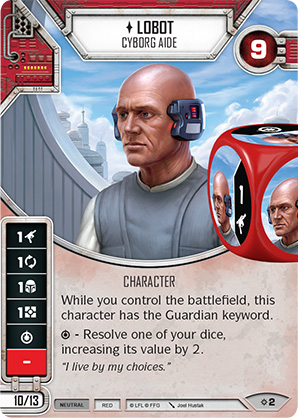 LOBOT
CYBORG AIDE
9
1
1
1
1
1
–
10/13
CHARACTER
While you control the battlefield, this
character has the Guardian keyword.
- Resolve one of your dice,
increasing its value by 2.
"I live by my choices."
NEUTRAL
RED
© LFL © FFG
Joel Hustak
2